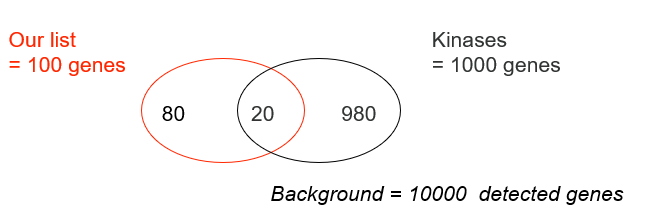 Our list
= 100 genes
Kinases
= 1000 genes
80
20
980
Background = 10000 detected genes